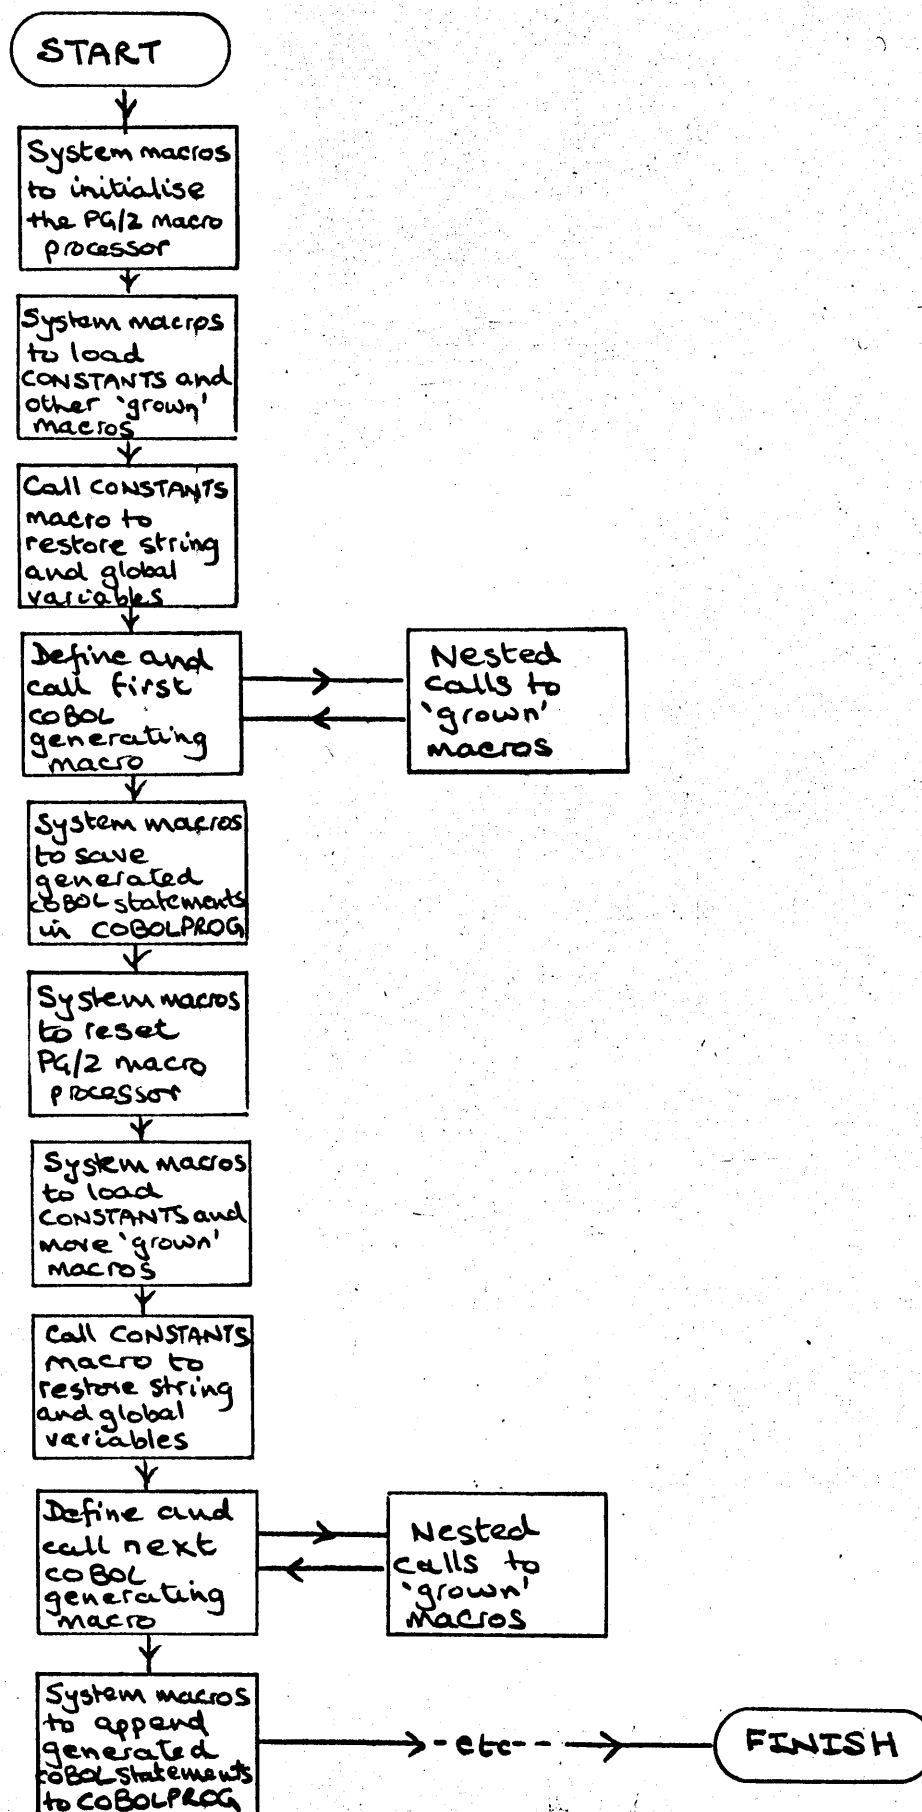 START
System macros
to initialise
the PG/2 macro
processor
System macros
to load
CONSTANTS and
other 'grown'
macros
Call CONSTANTS
macro to
restore string
and global
variables
Define and
call first
COBOL
generating
macro
Nested
calls to
'grown'
macros
System macros
to save
generated
COBOL statements
in COBOLPROG
System macros
to reset
PG/2 macro
processor
System macros
to load
CONSTANTS and
more 'grown'
macros
Call CONSTANTS
macro to
restore string
and global
variables
Define and
call next
COBOL
generating
macro
Nested
calls to
'grown'
macros
System macros
to append
generated
COBOL statements
to COBOLPROG
- etc - -
FINISH